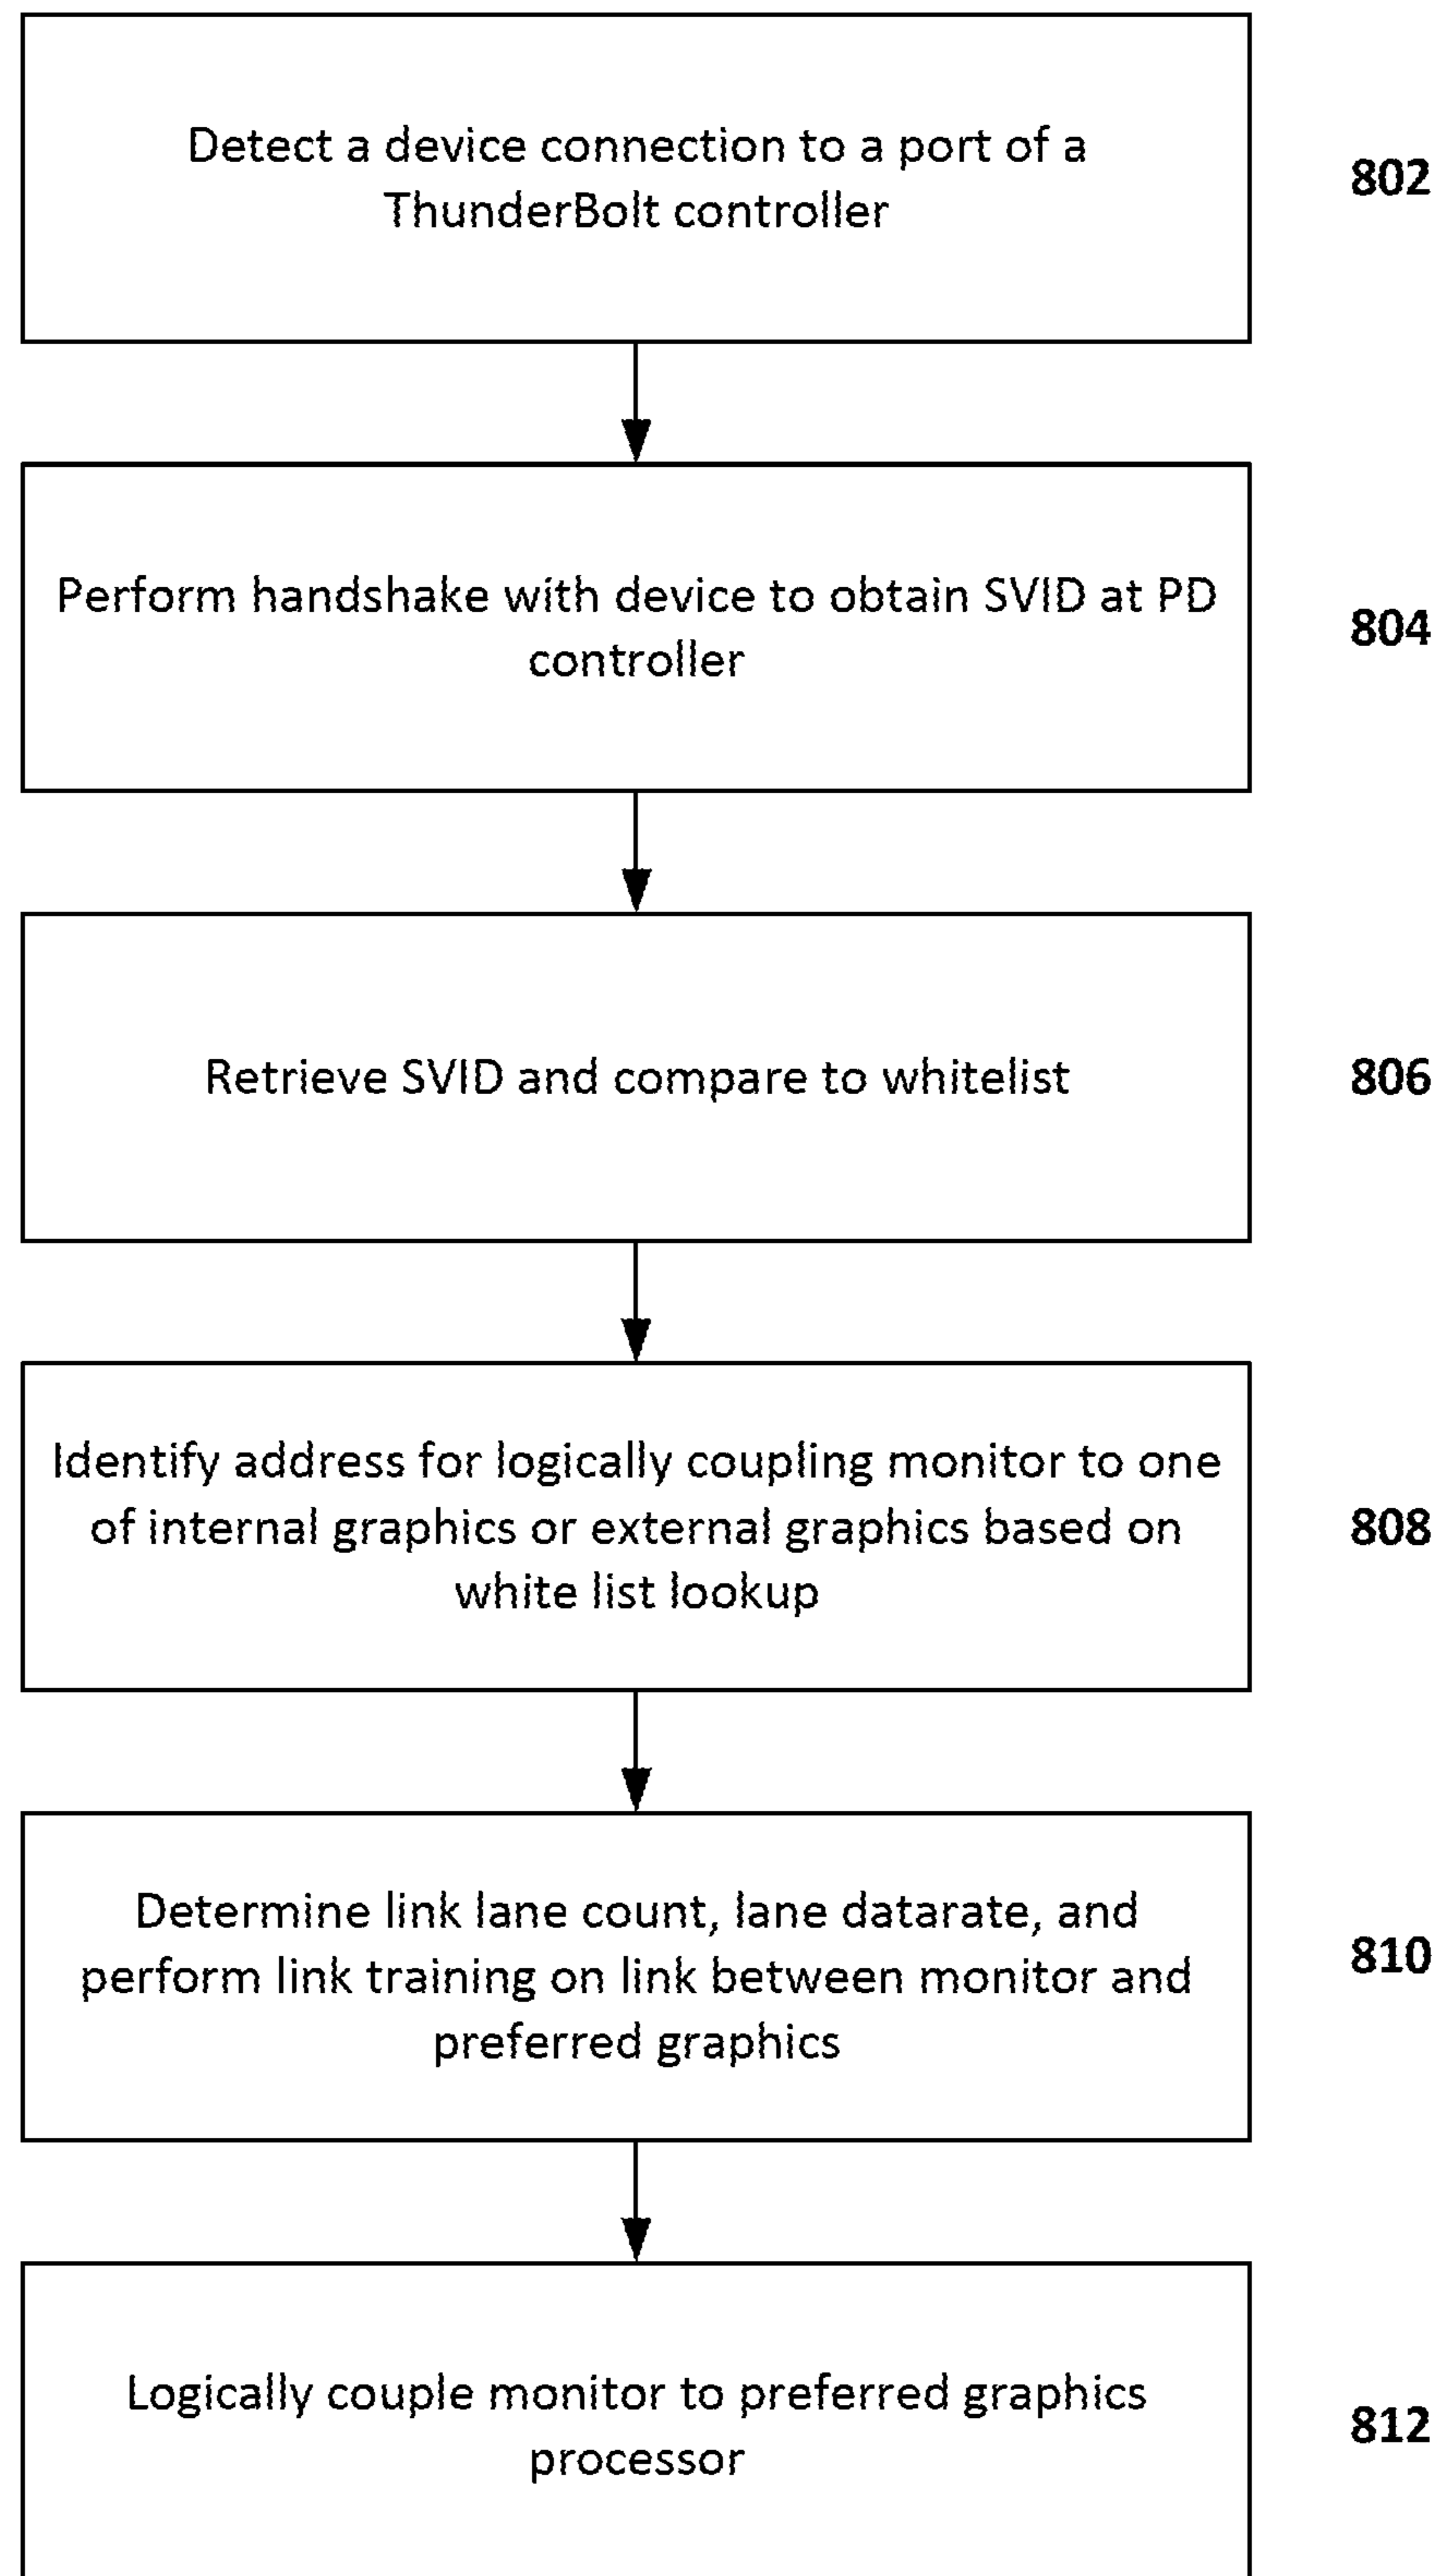 Detect a device connection to a port of a
ThunderBolt controller
802
Perform handshake with device to obtain SVID at PD
controller
804
Retrieve SVID and compare to whitelist
806
Identify address for logically coupling monitor to one
of internal graphics or external graphics based on
white list lookup
808
Determine link lane count, lane datarate, and
perform link training on link between monitor and
preferred graphics
810
Logically couple monitor to preferred graphics
processor
812